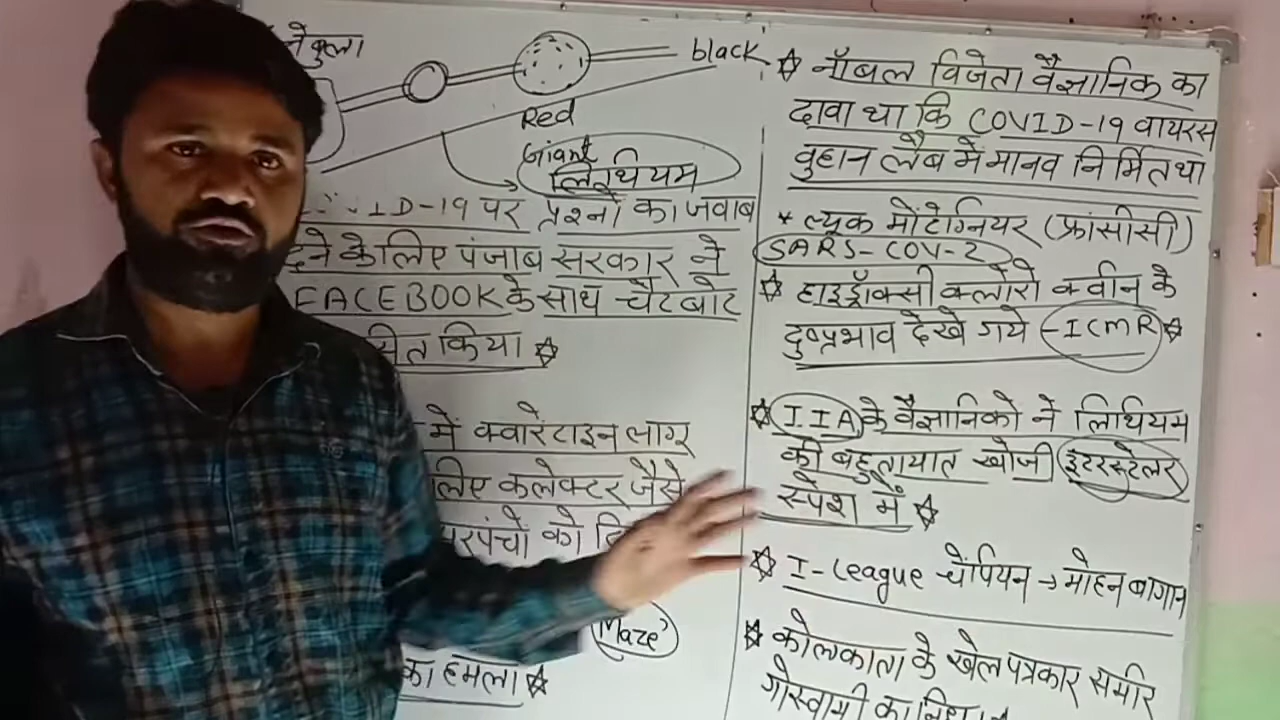 नेबुला
black
Red
Giant
लिथियम
ID-19 पर प्रश्नों का जवाब
देने के लिए पंजाब सरकार ने
FACEBOOK के साथ चैटबोट
किया
में क्वारेंटाइन लागू
लिए कलेक्टर जैसे
सरपंचों को
Maze'
का हमला
नॉबल विजेता वैज्ञानिक का
दावा था कि COVID-19 वायरस
वुहान लैब में मानव निर्मित था
* ल्यूक मोंटेग्नियर (फ्रांसीसी)
SARS-COV-2
हाइड्रॉक्सी क्लोरो क्वीन के
दुष्प्रभाव देखे गये - ICMR
IIA के वैज्ञानिको ने लिथियम
की बहुतायात खोजी इंटरस्टेलर
स्पेश में
I-League चेंपियन → मोहन बागान
कोलकाता के खेल पत्रकार समीर
गोस्वामी का